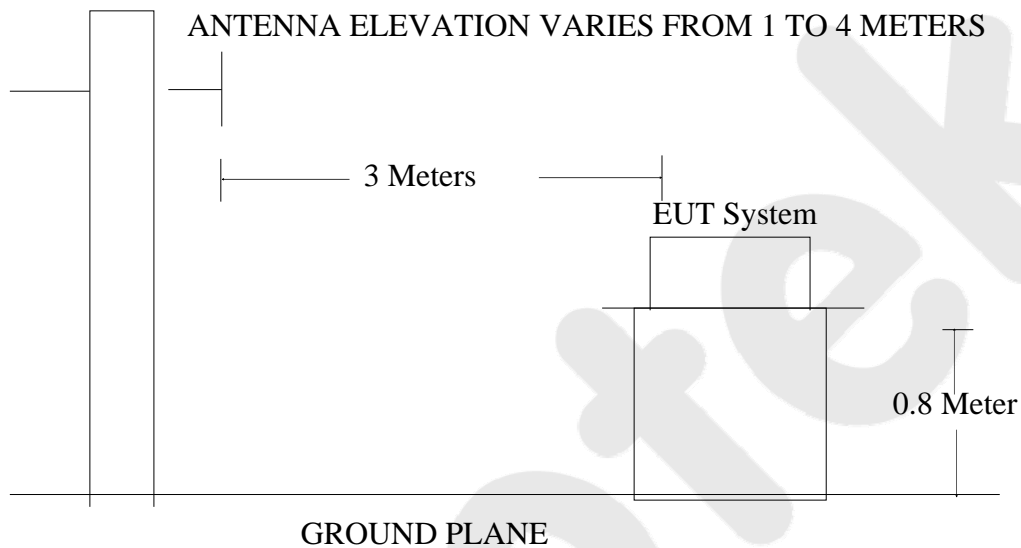 ANTENNA ELEVATION VARIES FROM 1 TO 4 METERS
3 Meters
EUT System
0.8 Meter
GROUND PLANE